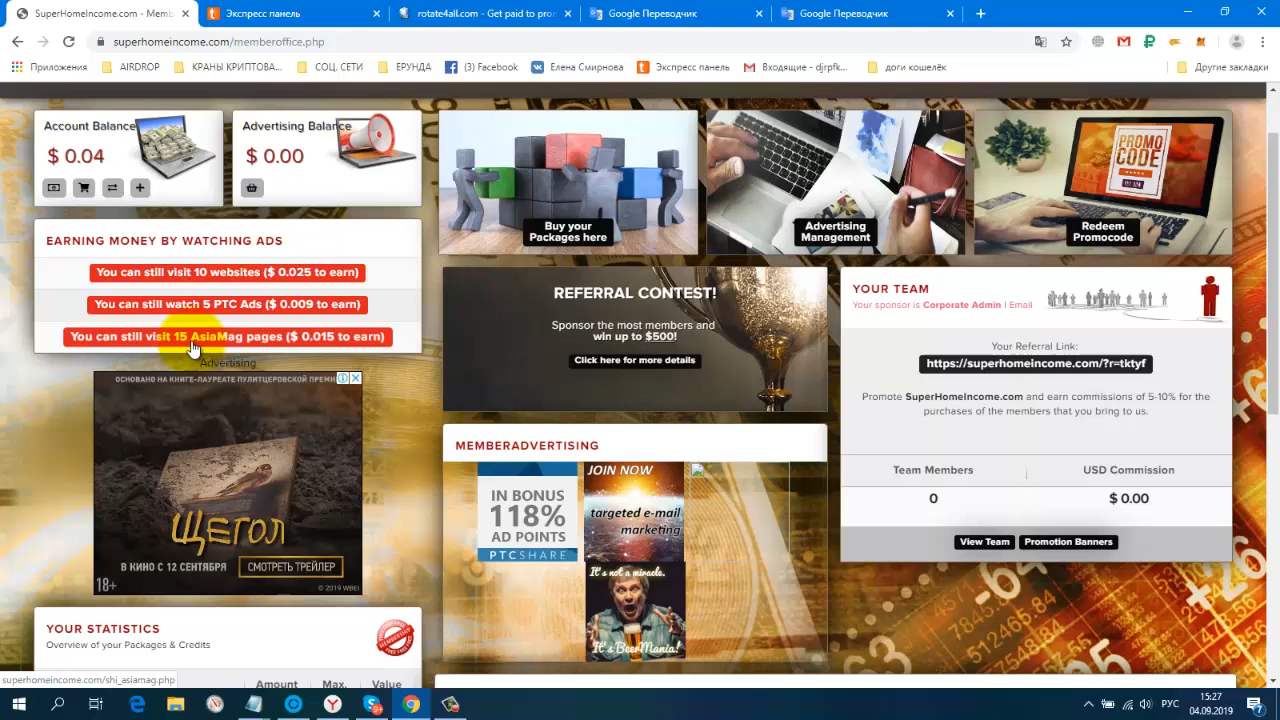 SuperHomeIncome.com - Memb
Экспресс панель
rotate4all.com - Get paid to pro
Google Переводчик
Google Переводчик
superhomeincome.com/memberoffice.php
Приложения
AIRDROP
КРАНЫ КРИПТОВА...
СОЦ. СЕТИ
ЕРУНДА
(3) Facebook
Елена Смирнова
Экспресс панель
Входящие - djrpfk...
доги кошелёк
Другие закладки
Account Balance
$ 0.04
Advertising Balance
$ 0.00
Buy your
Packages here
Advertising
Management
PROMO
CODE
Redeem
Promocode
EARNING MONEY BY WATCHING ADS
You can still visit 10 websites ($ 0.025 to earn)
You can still watch 5 PTC Ads ($ 0.009 to earn)
You can still visit 15 AsiaMag pages ($ 0.015 to earn)
Advertising
ОСНОВАНО НА КНИГЕ-ЛАУРЕАТЕ ПУЛИТЦЕРОВСКОЙ ПРЕМИ
ЩЕГОЛ
В КИНО С 12 СЕНТЯБРЯ
СМОТРЕТЬ ТРЕЙЛЕР
18+
© 2019 WBEI
REFERRAL CONTEST!
Sponsor the most members and
win up to $500!
Click here for more details
MEMBERADVERTISING
IN BONUS
118%
AD POINTS
PTCSHARE
JOIN NOW
targeted e-mail
marketing
It's not a miracle.
It's BeerMania!
YOUR TEAM
Your sponsor is Corporate Admin | Email
Your Referral Link:
https://superhomeincome.com/?r=tktyf
Promote SuperHomeIncome.com and earn commissions of 5-10% for the
purchases of the members that you bring to us.
Team Members
USD Commission
0
$ 0.00
View Team
Promotion Banners
YOUR STATISTICS
Overview of your Packages & Credits
Amount
Max.
Value
superhomeincome.com/shi_asiamag.php
РУС
15:27
04.09.2019